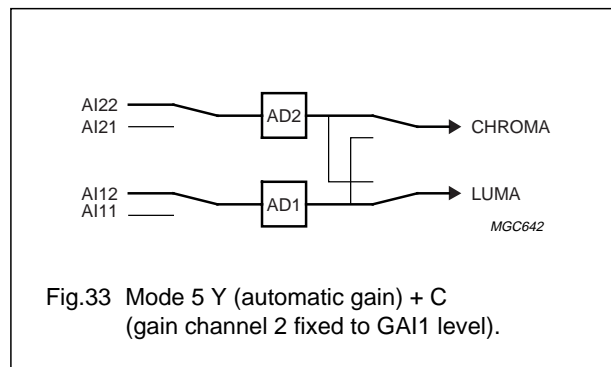 AI22
AI21
AD2
CHROMA
AI12
AI11
AD1
LUMA
MGC642
Fig.33 Mode 5 Y (automatic gain) + C
(gain channel 2 fixed to GAI1 level).